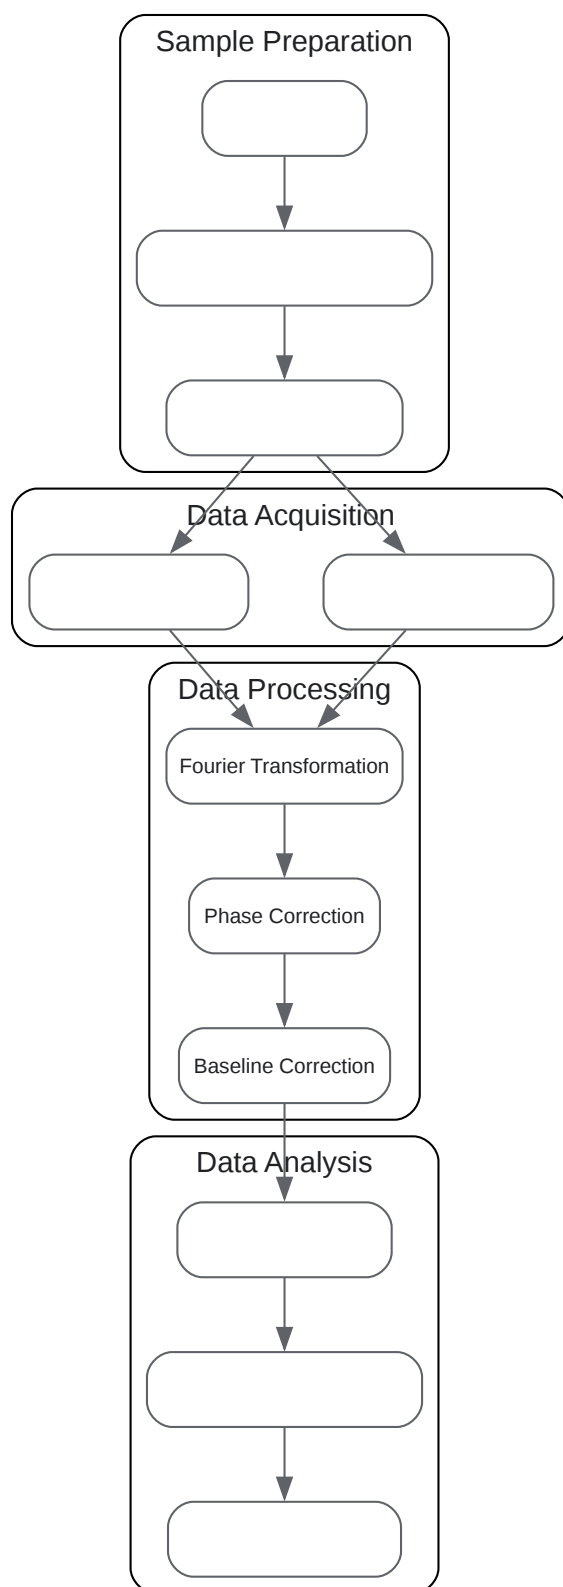 Sample Preparation
Data Acquisition
Data Processing
Fourier Transformation
Phase Correction
Baseline Correction
Data Analysis